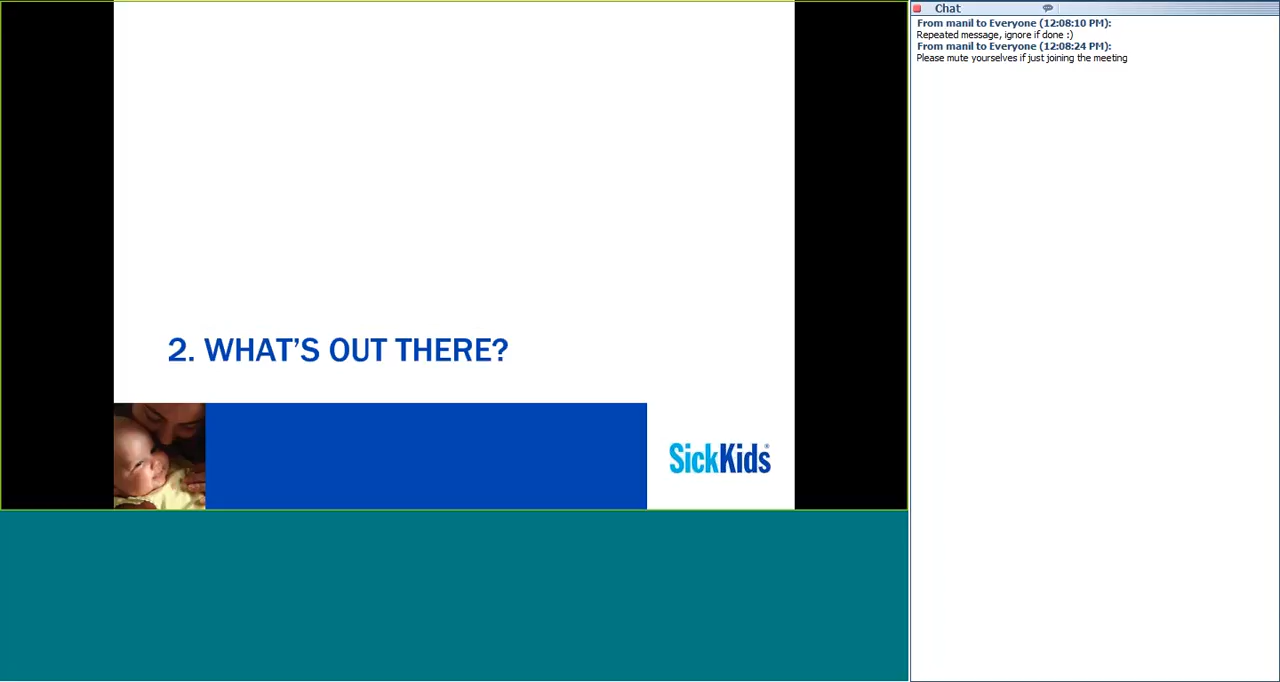 2. WHAT’S OUT THERE?
SickKids®
Chat
From manil to Everyone (12:08:10 PM):
Repeated message, ignore if done :)
From manil to Everyone (12:08:24 PM):
Please mute yourselves if just joining the meeting